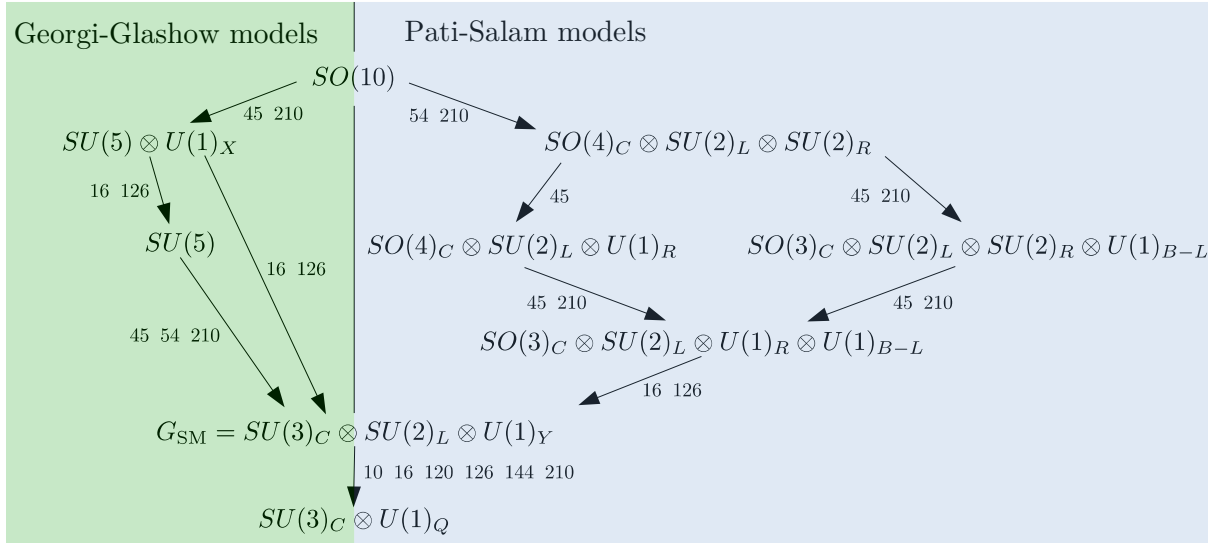 Georgi-Glashow models
Pati-Salam models
SO(10)
45 210
54 210
SU(5) ⊗ U(1)_X
SO(4)_C ⊗ SU(2)_L ⊗ SU(2)_R
16 126
45
45 210
SU(5)
SO(4)_C ⊗ SU(2)_L ⊗ U(1)_R
SO(3)_C ⊗ SU(2)_L ⊗ SU(2)_R ⊗ U(1)_{B−L}
16 126
45 210
45 210
45 54 210
SO(3)_C ⊗ SU(2)_L ⊗ U(1)_R ⊗ U(1)_{B−L}
16 126
G_SM = SU(3)_C ⊗ SU(2)_L ⊗ U(1)_Y
10 16 120 126 144 210
SU(3)_C ⊗ U(1)_Q